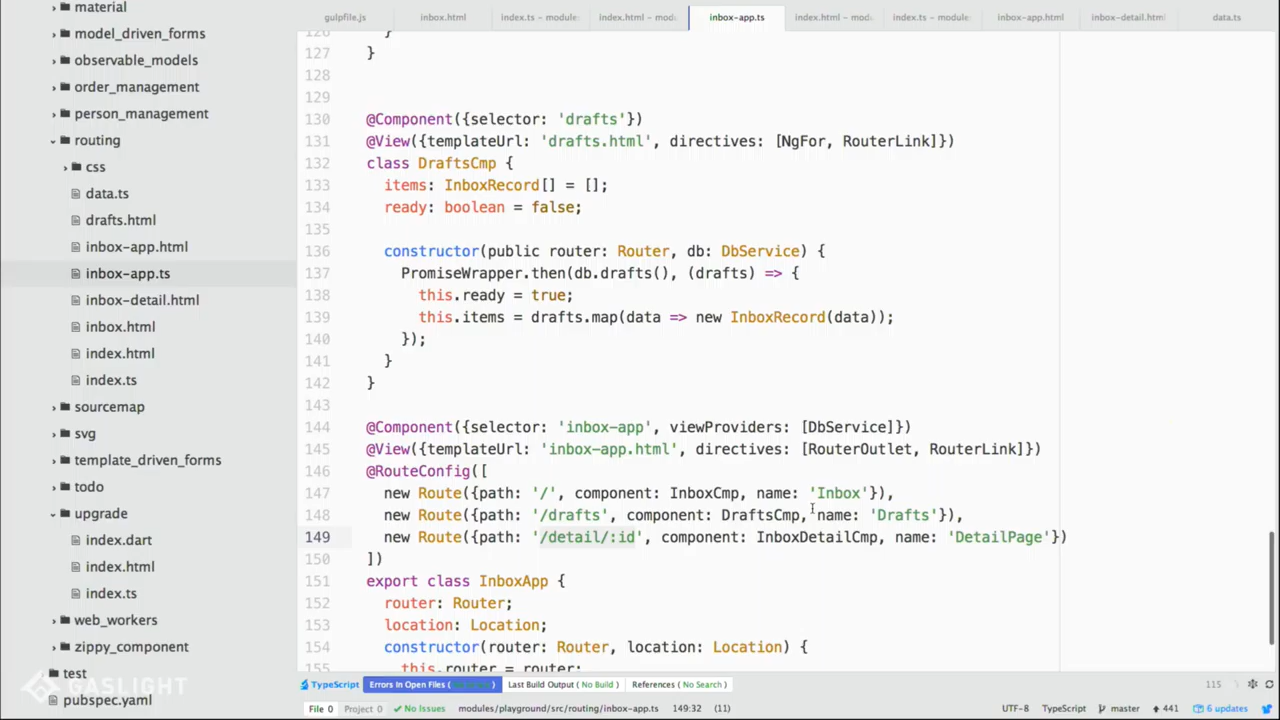 material
model_driven_forms
observable_models
order_management
person_management
routing
css
data.ts
drafts.html
inbox-app.html
inbox-app.ts
inbox-detail.html
inbox.html
index.html
index.ts
sourcemap
svg
template_driven_forms
todo
upgrade
index.dart
index.html
index.ts
web_workers
zippy_component
test
pubspec.yaml
GASLIGHT
gulpfile.js inbox.html index.ts - module index.html - mod inbox-app.ts index.html - mod index.ts - module inbox-app.html inbox-detail.html data.ts
126 }
127 }
128
129
130 @Component({selector: 'drafts'})
131 @View({templateUrl: 'drafts.html', directives: [NgFor, RouterLink]})
132 class DraftsCmp {
133 items: InboxRecord[] = [];
134 ready: boolean = false;
135
136 constructor(public router: Router, db: DbService) {
137 PromiseWrapper.then(db.drafts(), (drafts) => {
138 this.ready = true;
139 this.items = drafts.map(data => new InboxRecord(data));
140 });
141 }
142 }
143
144 @Component({selector: 'inbox-app', viewProviders: [DbService]})
145 @View({templateUrl: 'inbox-app.html', directives: [RouterOutlet, RouterLink]})
146 @RouteConfig([
147 new Route({path: '/', component: InboxCmp, name: 'Inbox'}),
148 new Route({path: '/drafts', component: DraftsCmp, name: 'Drafts'}),
149 new Route({path: '/detail/:id', component: InboxDetailCmp, name: 'DetailPage'})
150 ])
151 export class InboxApp {
152 router: Router;
153 location: Location;
154 constructor(router: Router, location: Location) {
155 this.router = router;
TypeScript Errors In Open Files ( ) Last Build Output ( No Build ) References ( No Search ) 115
File 0 Project 0 No Issues modules/playground/src/routing/inbox-app.ts 149:32 (11) UTF-8 TypeScript master 441 6 updates